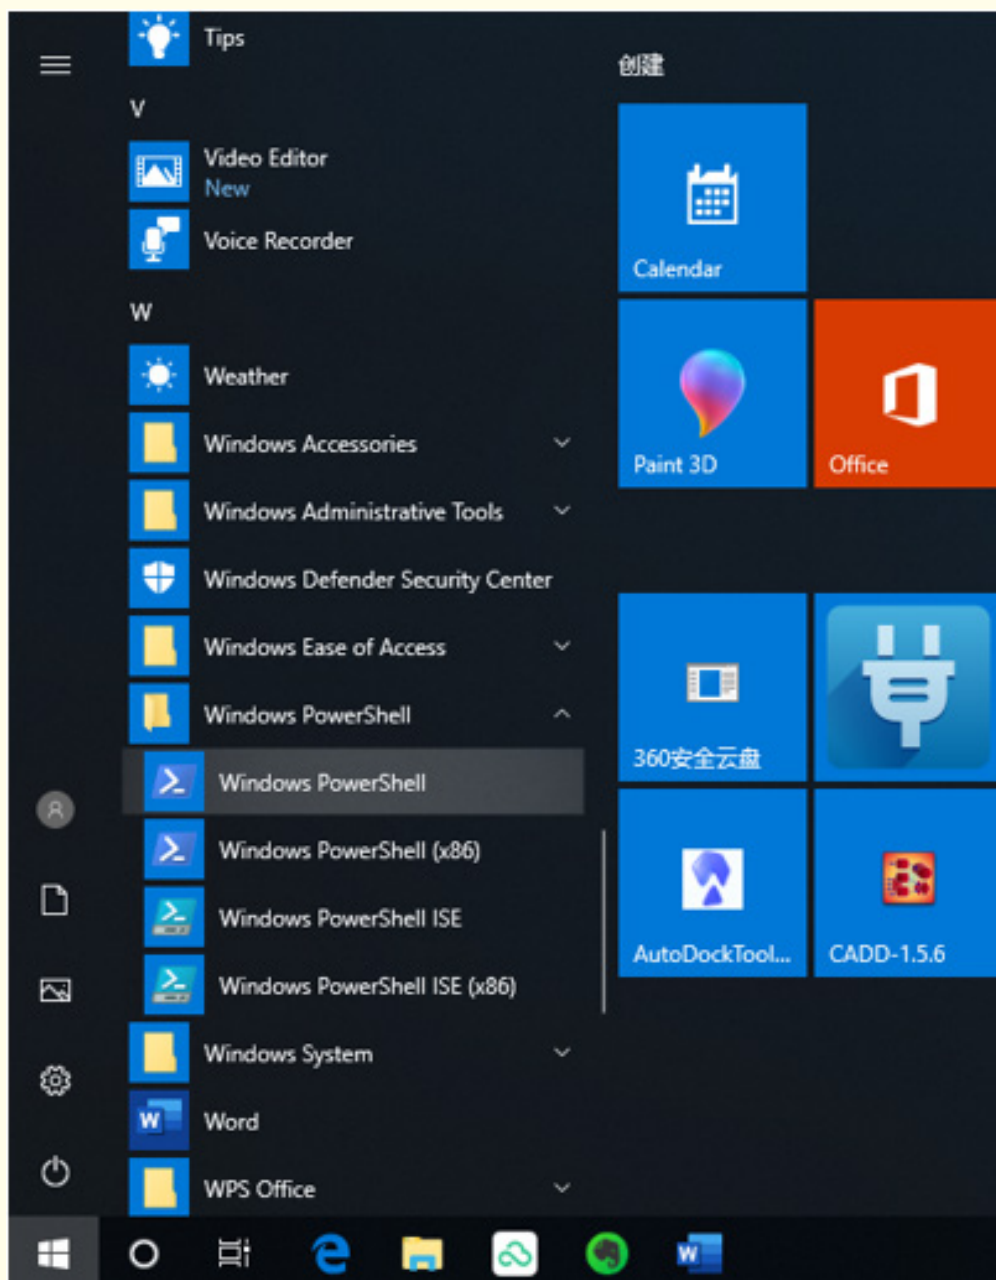 Tips
V
Video Editor
New
Voice Recorder
W
Weather
Windows Accessories
Windows Administrative Tools
Windows Defender Security Center
Windows Ease of Access
Windows PowerShell
Windows PowerShell
Windows PowerShell (x86)
Windows PowerShell ISE
Windows PowerShell ISE (x86)
Windows System
Word
WPS Office
创建
Calendar
Paint 3D
Office
360安全云盘
AutoDockTool...
CADD-1.5.6